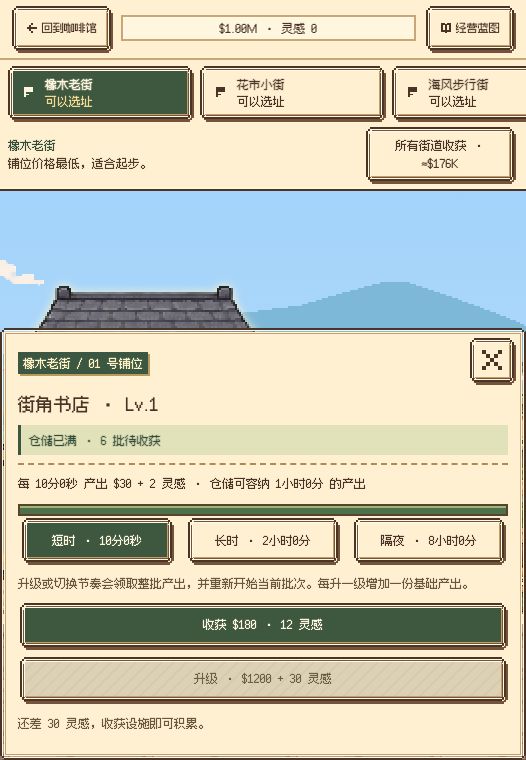 回到咖啡馆
$1.00M · 灵感 0
经营蓝图
橡木老街
可以选址
花市小街
可以选址
海风步行街
可以选址
橡木老街
铺位价格最低，适合起步。
所有街道收获 ·
≈$176K
橡木老街 / 01 号铺位
街角书店 · Lv.1
仓储已满 · 6 批待收获
每 10分0秒 产出 $30 + 2 灵感 · 仓储可容纳 1小时0分 的产出
短时 · 10分0秒
长时 · 2小时0分
隔夜 · 8小时0分
升级或切换节奏会领取整批产出，并重新开始当前批次。每升一级增加一份基础产出。
收获 $180 · 12 灵感
升级 · $1200 + 30 灵感
还差 30 灵感，收获设施即可积累。